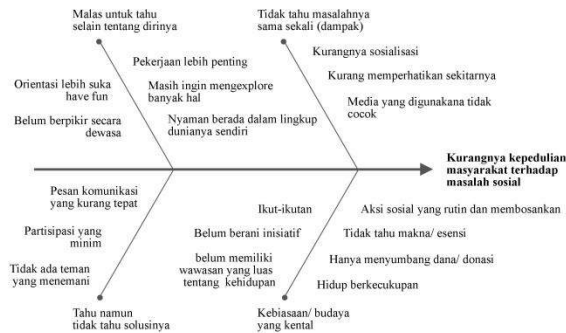 Malas untuk tahu
selain tentang dirinya
Tidak tahu masalahnya
sama sekali (dampak)
Pekerjaan lebih penting
Orientasi lebih suka
have fun
Masih ingin mengexplore
banyak hal
Belum berpikir secara
dewasa
Nyaman berada dalam lingkup
dunianya sendiri
Kurangnya sosialisasi
Kurang memperhatikan sekitarnya
Media yang digunakana tidak
cocok
Kurangnya kepedulian
masyarakat terhadap
masalah sosial
Pesan komunikasi
yang kurang tepat
Partisipasi yang
minim
Tidak ada teman
yang menemani
Tahu namun
tidak tahu solusinya
Ikut-ikutan
Belum berani inisiatif
belum memiliki
wawasan yang luas
tentang kehidupan
Aksi sosial yang rutin dan membosankan
Tidak tahu makna/ esensi
Hanya menyumbang dana/ donasi
Hidup berkecukupan
Kebiasaan/ budaya
yang kental